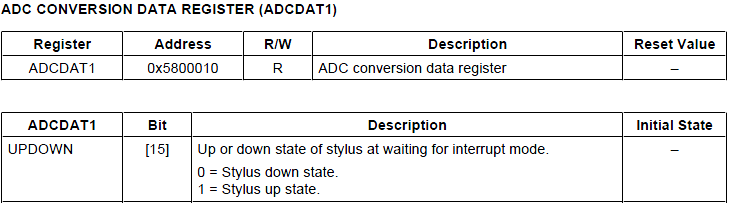 ADC CONVERSION DATA REGISTER (ADCDAT1)
Register Address R/W Description Reset Value
ADCDAT1 0x5800010 R ADC conversion data register –
ADCDAT1 Bit Description Initial State
UPDOWN [15] Up or down state of stylus at waiting for interrupt mode. –
0 = Stylus down state.
1 = Stylus up state.